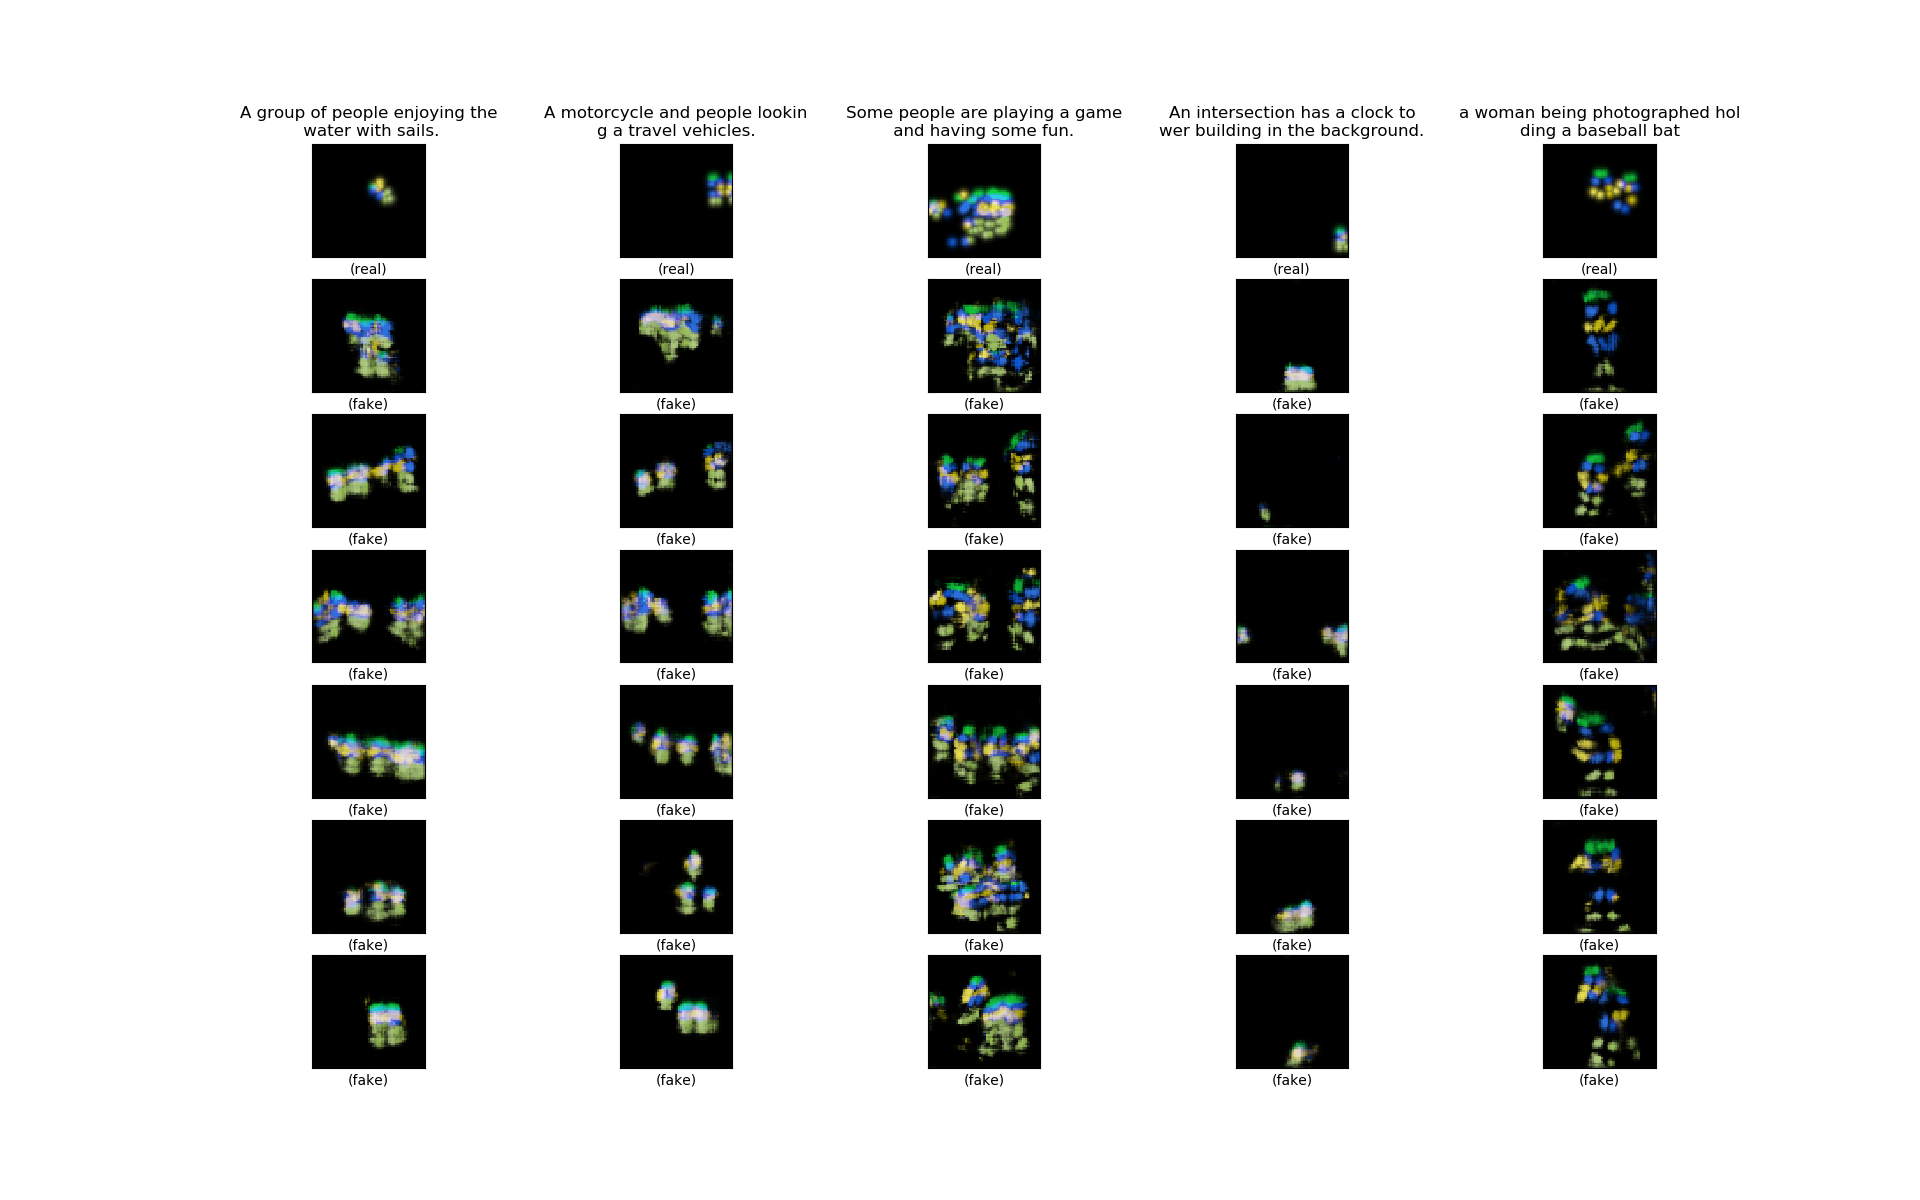 A group of people enjoying the
water with sails.
A motorcycle and people lookin
g a travel vehicles.
Some people are playing a game
and having some fun.
An intersection has a clock to
wer building in the background.
a woman being photographed hol
ding a baseball bat
(real) (real) (real) (real) (real)
(fake) (fake) (fake) (fake) (fake)
(fake) (fake) (fake) (fake) (fake)
(fake) (fake) (fake) (fake) (fake)
(fake) (fake) (fake) (fake) (fake)
(fake) (fake) (fake) (fake) (fake)
(fake) (fake) (fake) (fake) (fake)